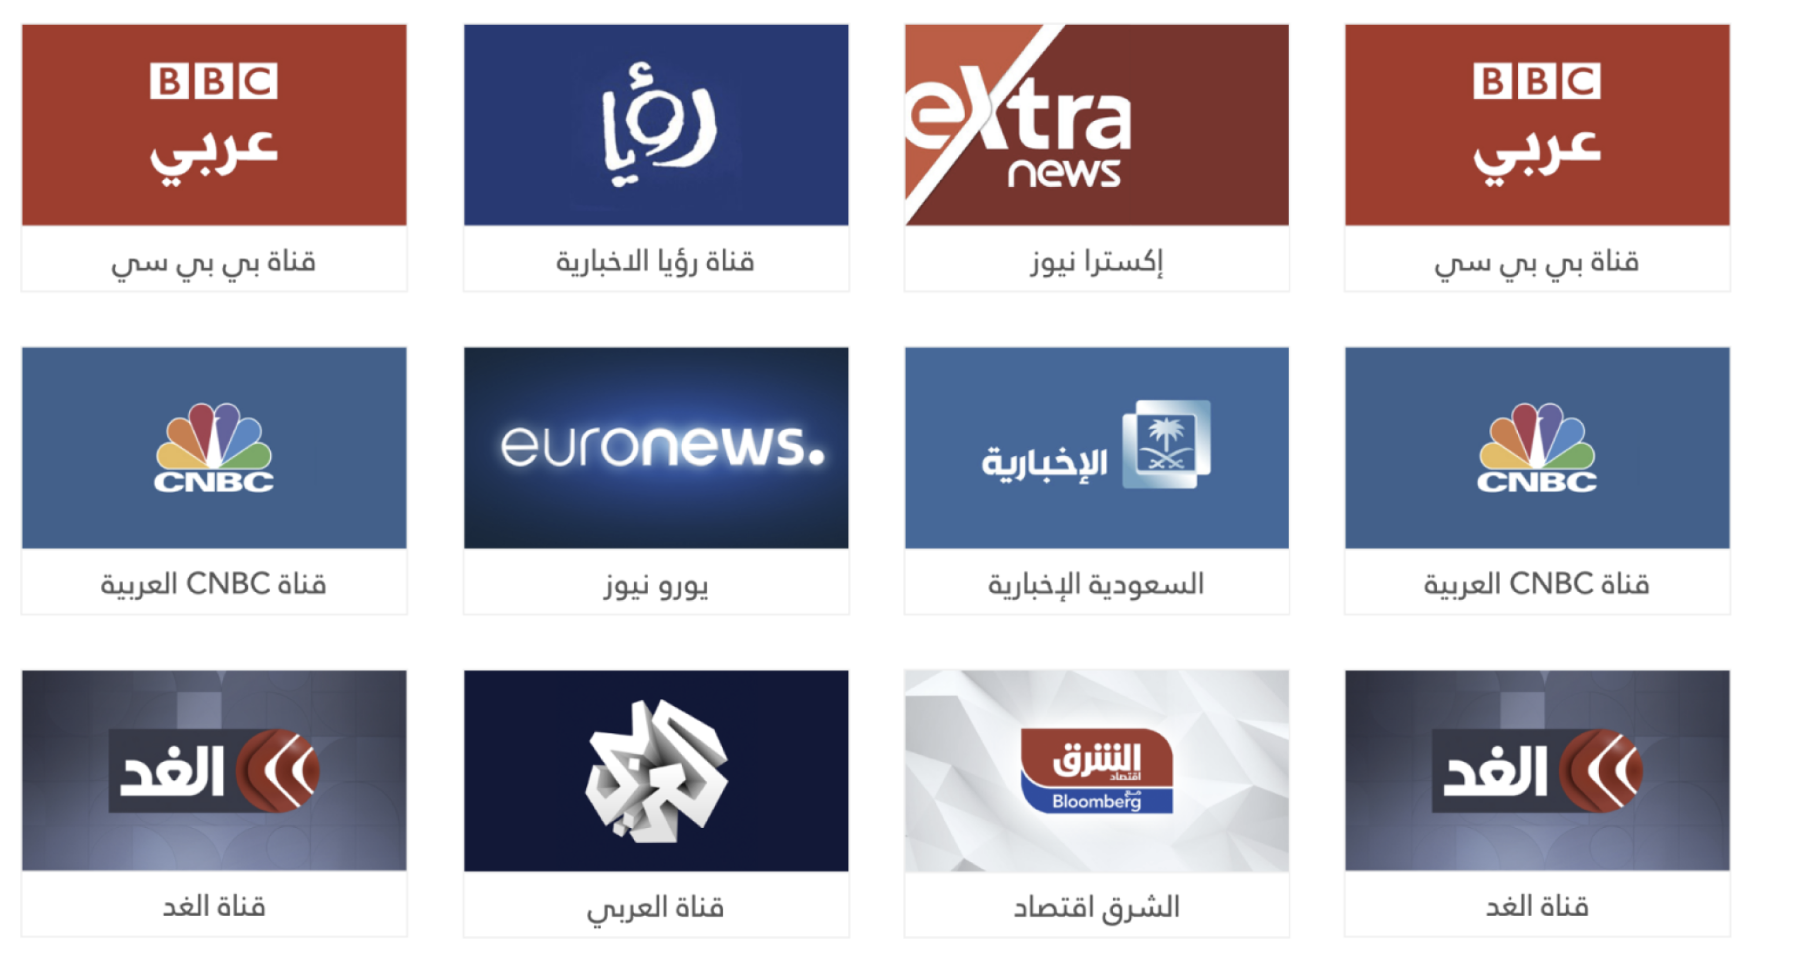 BBC
عربي
قناة بي بي سي
extra
news
إكسترا نيوز
رؤيا
قناة رؤيا الاخبارية
BBC
عربي
قناة بي بي سي
CNBC
قناة CNBC العربية
الإخبارية
السعودية الإخبارية
euronews.
يورو نيوز
CNBC
قناة CNBC العربية
الغد
قناة الغد
الشرق
اقتصاد
مع
Bloomberg
الشرق اقتصاد
العربي
قناة العربي
الغد
قناة الغد